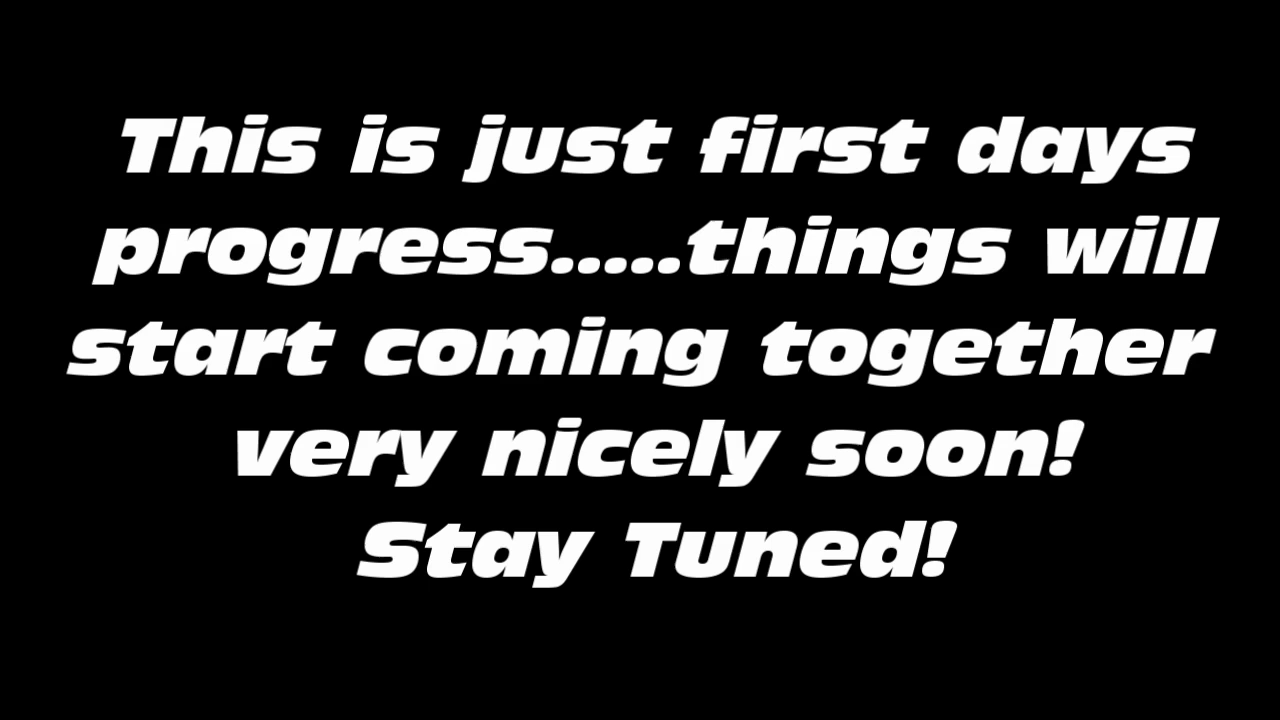 This is just first days
progress.....things will
start coming together
very nicely soon!
Stay Tuned!